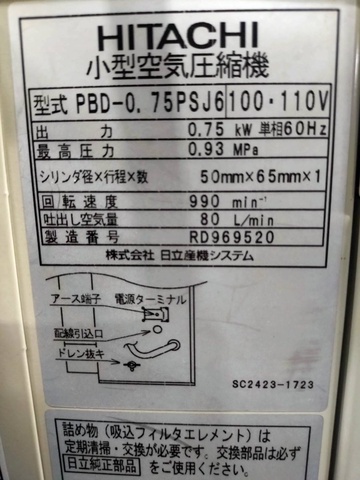 HITACHI
小型空気圧縮機
型式 PBD-0.75PSJ6 100・110V
出力 0.75 kW 単相60Hz
最高圧力 0.93 MPa
シリンダ径×行程×数 50mm×65mm×1
回転速度 990 min⁻¹
吐出し空気量 80 L/min
製造番号 RD969520
株式会社 日立産機システム
アース端子 電源ターミナル
配線引込口
ドレン抜キ
SC2423-1723
詰め物(吸込フィルタエレメント)は
定期清掃・交換が必要です。交換部品は必ず
日立純正部品 をご使用ください。